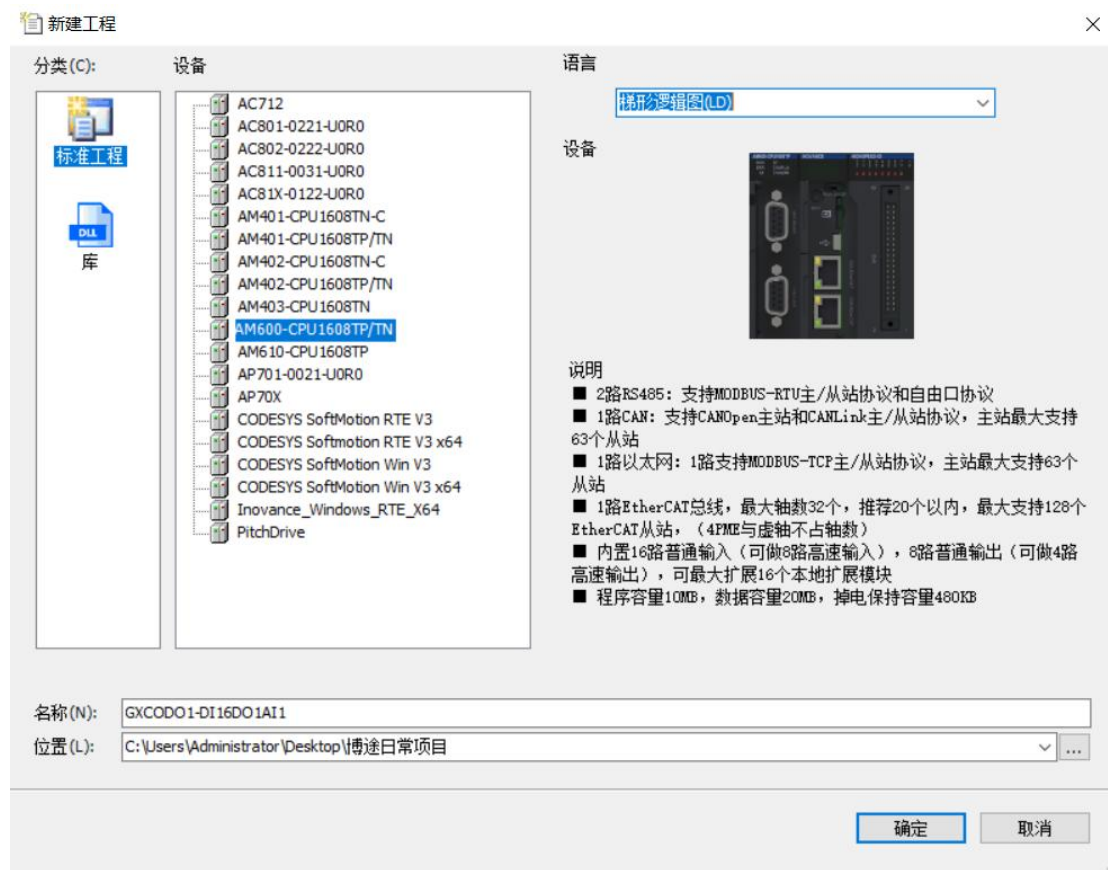 新建工程
分类(C):
设备
语言
标准工程
库
AC712
AC801-0221-U0R0
AC802-0222-U0R0
AC811-0031-U0R0
AC81X-0122-U0R0
AM401-CPU1608TN-C
AM401-CPU1608TP/TN
AM402-CPU1608TN-C
AM402-CPU1608TP/TN
AM403-CPU1608TN
AM600-CPU1608TP/TN
AM610-CPU1608TP
AP701-0021-U0R0
AP70X
CODESYS SoftMotion RTE V3
CODESYS Softmotion RTE V3 x64
CODESYS SoftMotion Win V3
CODESYS SoftMotion Win V3 x64
Inovance_Windows_RTE_X64
PitchDrive
梯形逻辑图(LD)
设备
说明
■ 2路RS485：支持MODBUS-RTU主/从站协议和自由口协议
■ 1路CAN：支持CANOpen主站和CANLink主/从站协议，主站最大支持
63个从站
■ 1路以太网：1路支持MODBUS-TCP主/从站协议，主站最大支持63个
从站
■ 1路EtherCAT总线，最大轴数32个，推荐20个以内，最大支持128个
EtherCAT从站，（4PME与虚轴不占轴数）
■ 内置16路普通输入（可做8路高速输入），8路普通输出（可做4路
高速输出），可最大扩展16个本地扩展模块
■ 程序容量10MB，数据容量20MB，掉电保持容量480KB
名称(N):
GXCODO1-DI16DO1AI1
位置(L):
C:\Users\Administrator\Desktop\博途日常项目
...
确定
取消